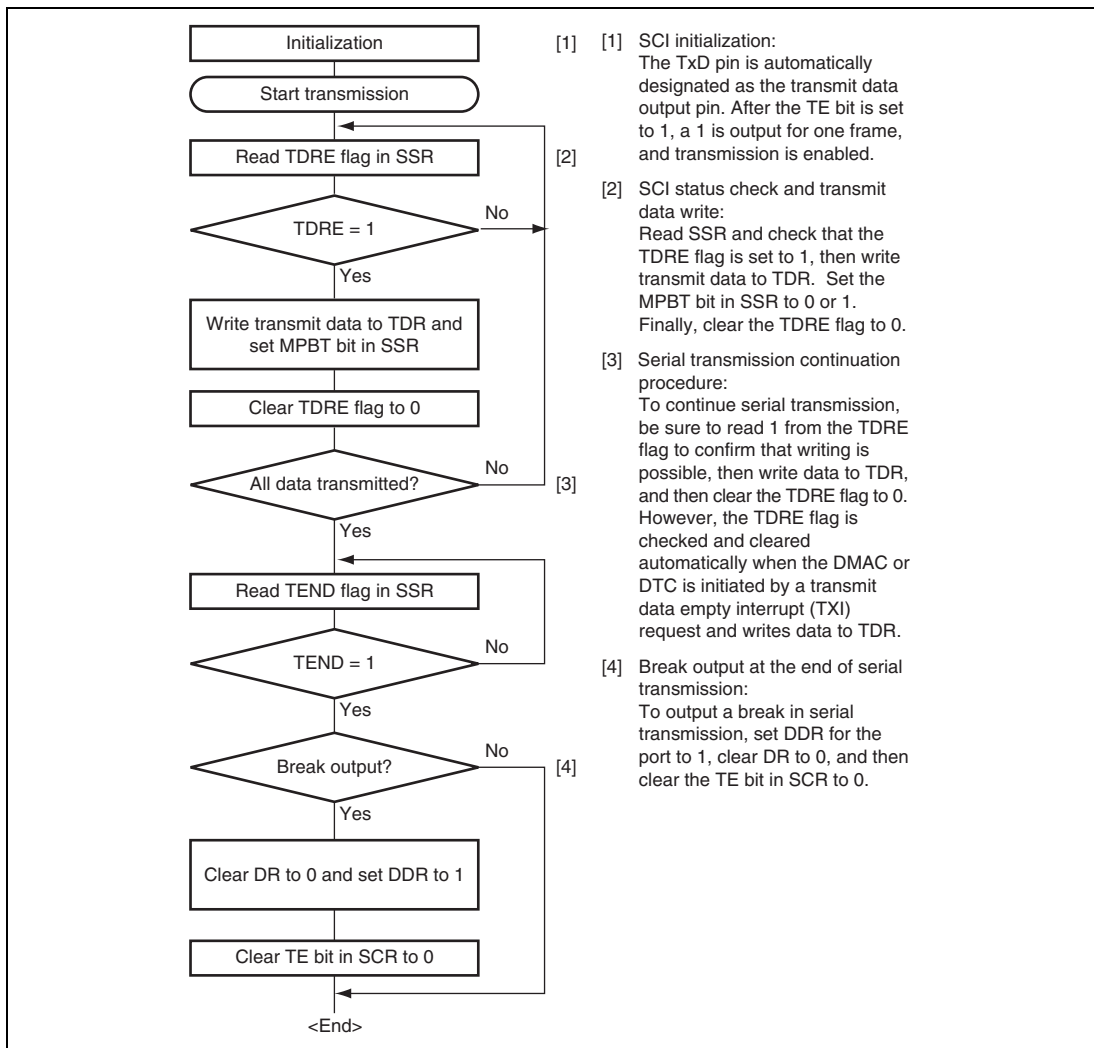 Initialization
[1]
Start transmission
Read TDRE flag in SSR
[2]
TDRE = 1
No
Yes
Write transmit data to TDR and
set MPBT bit in SSR
Clear TDRE flag to 0
All data transmitted?
No
[3]
Yes
Read TEND flag in SSR
TEND = 1
No
Yes
Break output?
No
[4]
Yes
Clear DR to 0 and set DDR to 1
Clear TE bit in SCR to 0
<End>
[1] SCI initialization:
The TxD pin is automatically
designated as the transmit data
output pin. After the TE bit is set
to 1, a 1 is output for one frame,
and transmission is enabled.
[2] SCI status check and transmit
data write:
Read SSR and check that the
TDRE flag is set to 1, then write
transmit data to TDR. Set the
MPBT bit in SSR to 0 or 1.
Finally, clear the TDRE flag to 0.
[3] Serial transmission continuation
procedure:
To continue serial transmission,
be sure to read 1 from the TDRE
flag to confirm that writing is
possible, then write data to TDR,
and then clear the TDRE flag to 0.
However, the TDRE flag is
checked and cleared
automatically when the DMAC or
DTC is initiated by a transmit
data empty interrupt (TXI)
request and writes data to TDR.
[4] Break output at the end of serial
transmission:
To output a break in serial
transmission, set DDR for the
port to 1, clear DR to 0, and then
clear the TE bit in SCR to 0.